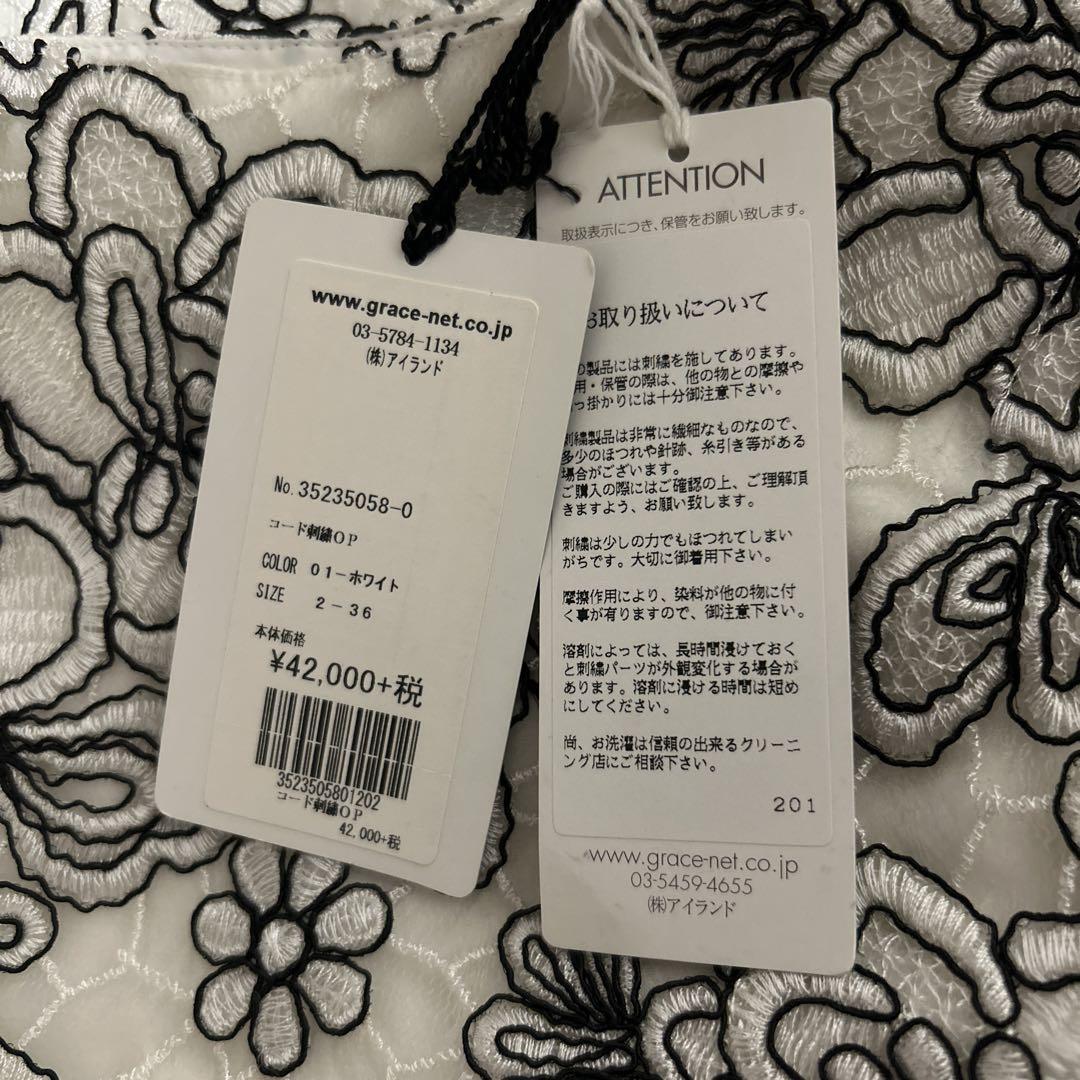 www.grace-net.co.jp
03-5784-1134
(株)アイランド
No.35235058-0
コード刺繍OP
COLOR 01-ホワイト
SIZE 2-36
本体価格
¥42,000+税
3523505801202
コード刺繍OP
42,000+税
ATTENTION
取扱表示につき、保管をお願い致します。
お取り扱いについて
の製品には刺繍を施してあります。
用・保管の際は、他の物との摩擦や
っ掛かりには十分御注意下さい。
刺繍製品は非常に繊細なものなので、
多少のほつれや針跡、糸引き等がある
場合がございます。
ご購入の際にはご確認の上、ご理解頂
きますよう、お願い致します。
刺繍は少しの力でもほつれてしまい
がちです。大切に御着用下さい。
摩擦作用により、染料が他の物に付
く事が有りますので、御注意下さい。
溶剤によっては、長時間浸けておく
と刺繍パーツが外観変化する場合が
あります。溶剤に浸ける時間は短め
にしてください。
尚、お洗濯は信頼の出来るクリーニ
ング店にご相談下さい。
201
www.grace-net.co.jp
03-5459-4655
(株)アイランド